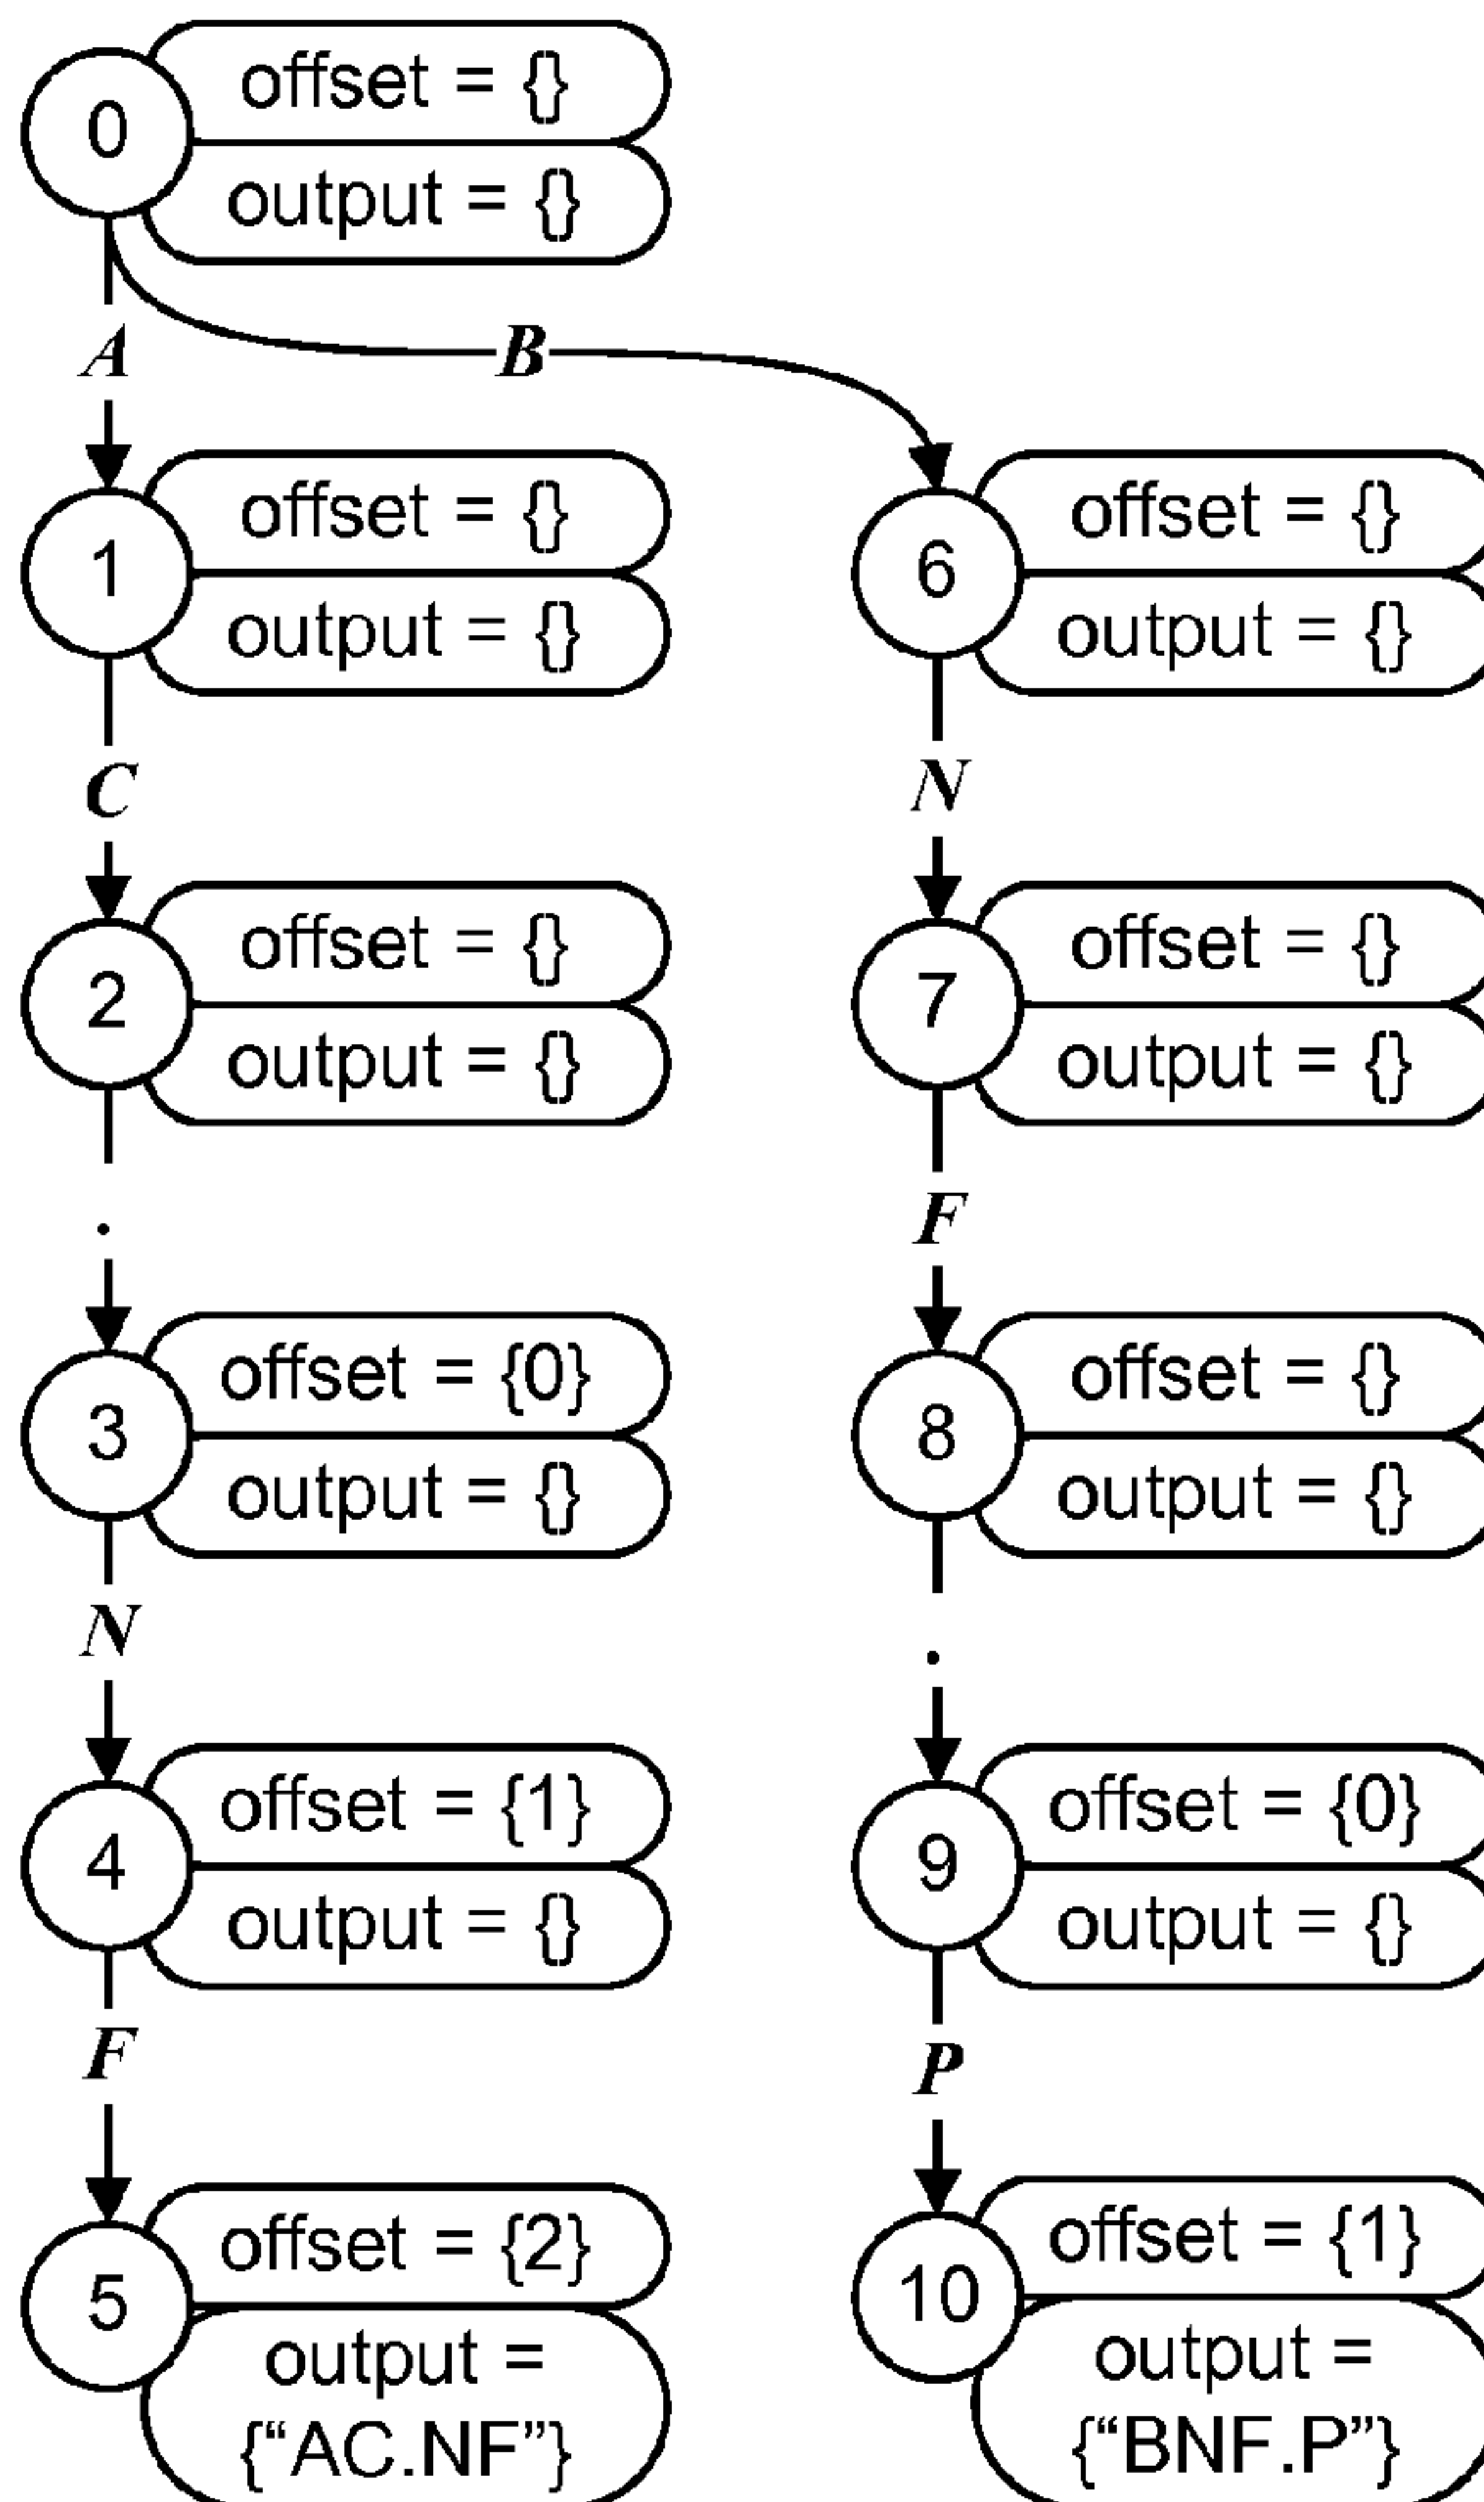 offset = {}
0
output = {}
A
B
offset = {}
1
output = {}
offset = {}
6
output = {}
C
N
offset = {}
2
output = {}
offset = {}
7
output = {}
.
F
offset = {0}
3
output = {}
offset = {}
8
output = {}
N
.
offset = {1}
4
output = {}
offset = {0}
9
output = {}
F
P
offset = {2}
5
output =
{“AC.NF”}
offset = {1}
10
output =
{“BNF.P”}